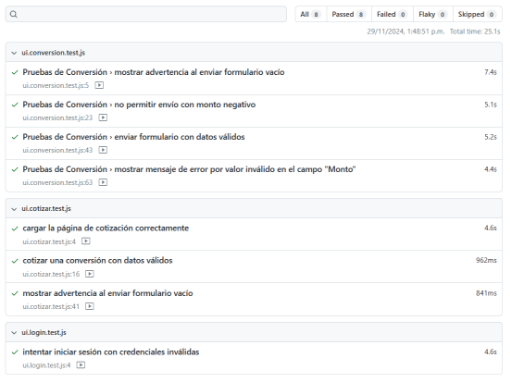 All 8 Passed 8 Failed 0 Flaky 0 Skipped 0
29/11/2024, 1:48:51 p.m. Total time: 25.1s
ui.conversion.test.js
Pruebas de Conversión › mostrar advertencia al enviar formulario vacío 7.4s
ui.conversion.test.js:5
Pruebas de Conversión › no permitir envío con monto negativo 5.1s
ui.conversion.test.js:23
Pruebas de Conversión › enviar formulario con datos válidos 5.2s
ui.conversion.test.js:43
Pruebas de Conversión › mostrar mensaje de error por valor inválido en el campo "Monto" 4.4s
ui.conversion.test.js:63
ui.cotizar.test.js
cargar la página de cotización correctamente 4.6s
ui.cotizar.test.js:4
cotizar una conversión con datos válidos 962ms
ui.cotizar.test.js:16
mostrar advertencia al enviar formulario vacío 841ms
ui.cotizar.test.js:41
ui.login.test.js
intentar iniciar sesión con credenciales inválidas 4.6s
ui.login.test.js:4